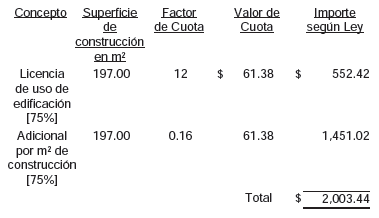 Concepto Superficie de construcción en m² Factor de Cuota Valor de Cuota Importe según Ley
Licencia de uso de edificación [75%] 197.00 12 $ 61.38 $ 552.42
Adicional por m² de construcción [75%] 197.00 0.16 61.38 1,451.02
Total $ 2,003.44